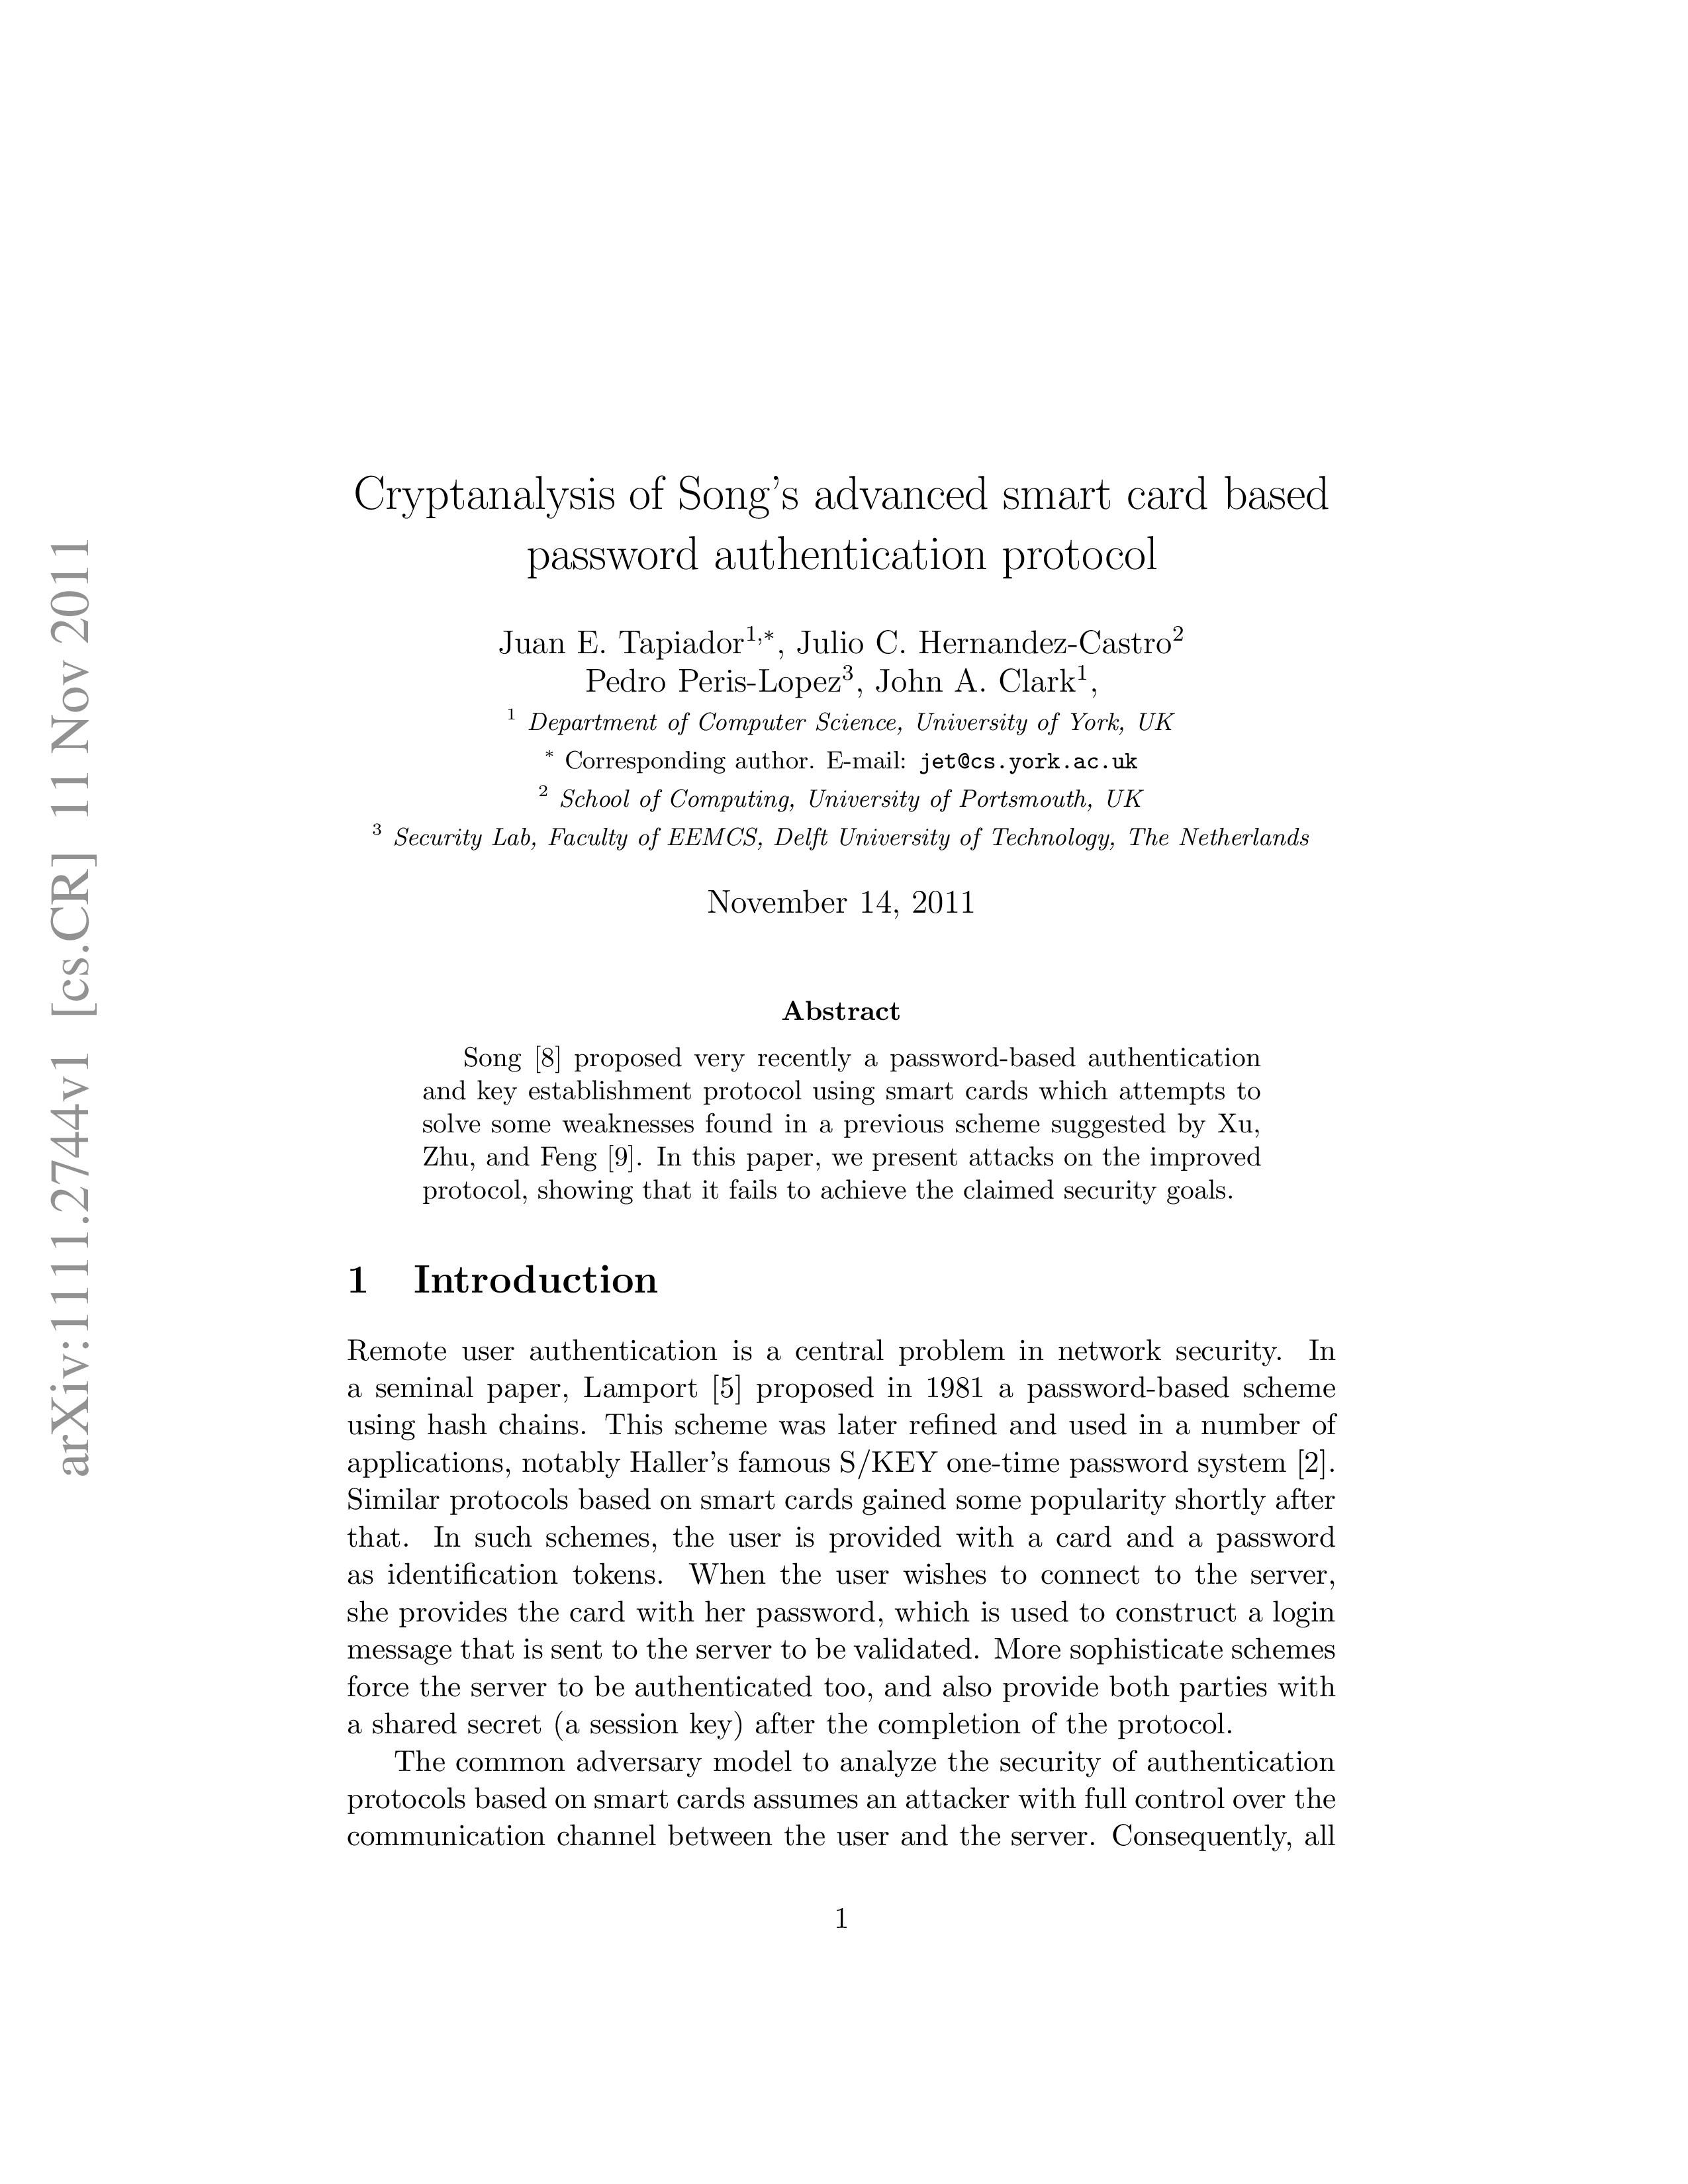 arXiv:1111.2744v1 [cs.CR] 11 Nov 2011
Cryptanalysis of Song's advanced smart card based
password authentication protocol
Juan E. Tapiador1,∗, Julio C. Hernandez-Castro2
Pedro Peris-Lopez3, John A. Clark1,
1 Department of Computer Science, University of York, UK
∗ Corresponding author. E-mail: jet@cs.york.ac.uk
2 School of Computing, University of Portsmouth, UK
3 Security Lab, Faculty of EEMCS, Delft University of Technology, The Netherlands
November 14, 2011
Abstract
Song [8] proposed very recently a password-based authentication
and key establishment protocol using smart cards which attempts to
solve some weaknesses found in a previous scheme suggested by Xu,
Zhu, and Feng [9]. In this paper, we present attacks on the improved
protocol, showing that it fails to achieve the claimed security goals.
1 Introduction
Remote user authentication is a central problem in network security. In
a seminal paper, Lamport [5] proposed in 1981 a password-based scheme
using hash chains. This scheme was later refined and used in a number of
applications, notably Haller's famous S/KEY one-time password system [2].
Similar protocols based on smart cards gained some popularity shortly after
that. In such schemes, the user is provided with a card and a password
as identification tokens. When the user wishes to connect to the server,
she provides the card with her password, which is used to construct a login
message that is sent to the server to be validated. More sophisticate schemes
force the server to be authenticated too, and also provide both parties with
a shared secret (a session key) after the completion of the protocol.
The common adversary model to analyze the security of authentication
protocols based on smart cards assumes an attacker with full control over the
communication channel between the user and the server. Consequently, all
1